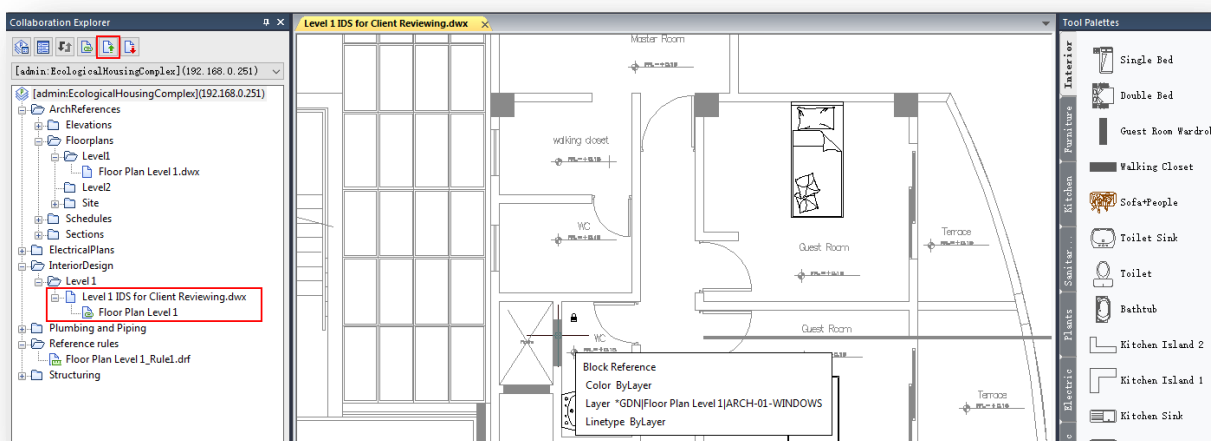 Collaboration Explorer
[admin:EcologicalHousingComplex](192.168.0.251)
[admin:EcologicalHousingComplex](192.168.0.251)
ArchReferences
Elevations
Floorplans
Level1
Floor Plan Level 1.dwx
Level2
Site
Schedules
Sections
ElectricalPlans
InteriorDesign
Level 1
Level 1 IDS for Client Reviewing.dwx
Floor Plan Level 1
Plumbing and Piping
Reference rules
Floor Plan Level 1_Rule1.drf
Structuring
Level 1 IDS for Client Reviewing.dwx
Master Room
walking closet
WC
Guest Room
Terrace
Guest Room
WC
Terrace
Block Reference
Color ByLayer
Layer *GDN|Floor Plan Level 1|ARCH-01-WINDOWS
Linetype ByLayer
Tool Palettes
Interior
Furniture
Kitchen
Sanitar...
Plants
Electric
Single Bed
Double Bed
Guest Room Wardrob
Walking Closet
Sofa+People
Toilet Sink
Toilet
Bathtub
Kitchen Island 2
Kitchen Island 1
Kitchen Sink